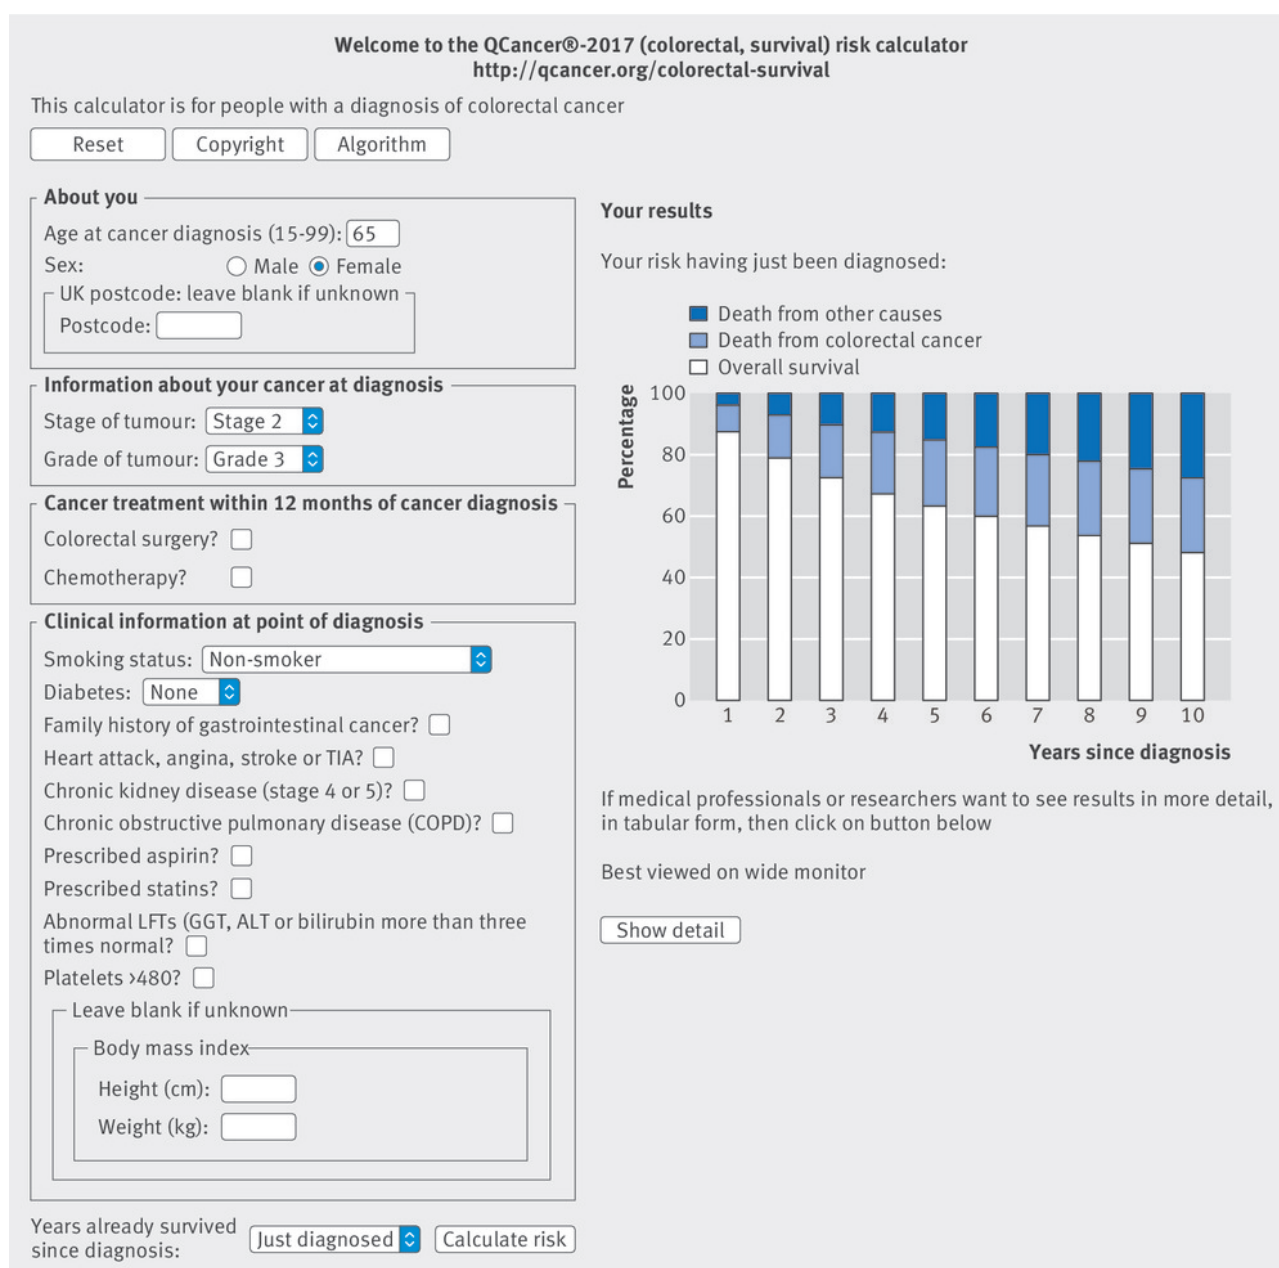 Welcome to the QCancer®-2017 (colorectal, survival) risk calculator
http://qcancer.org/colorectal-survival
This calculator is for people with a diagnosis of colorectal cancer
Reset Copyright Algorithm
About you
Age at cancer diagnosis (15-99): 65
Sex: Male Female
UK postcode: leave blank if unknown
Postcode:
Information about your cancer at diagnosis
Stage of tumour: Stage 2
Grade of tumour: Grade 3
Cancer treatment within 12 months of cancer diagnosis
Colorectal surgery?
Chemotherapy?
Clinical information at point of diagnosis
Smoking status: Non-smoker
Diabetes: None
Family history of gastrointestinal cancer?
Heart attack, angina, stroke or TIA?
Chronic kidney disease (stage 4 or 5)?
Chronic obstructive pulmonary disease (COPD)?
Prescribed aspirin?
Prescribed statins?
Abnormal LFTs (GGT, ALT or bilirubin more than three
times normal?
Platelets >480?
Leave blank if unknown
Body mass index
Height (cm):
Weight (kg):
Years already survived
since diagnosis: Just diagnosed Calculate risk
Your results
Your risk having just been diagnosed:
Death from other causes
Death from colorectal cancer
Overall survival
Percentage
100
80
60
40
20
0
1 2 3 4 5 6 7 8 9 10
Years since diagnosis
If medical professionals or researchers want to see results in more detail,
in tabular form, then click on button below
Best viewed on wide monitor
Show detail